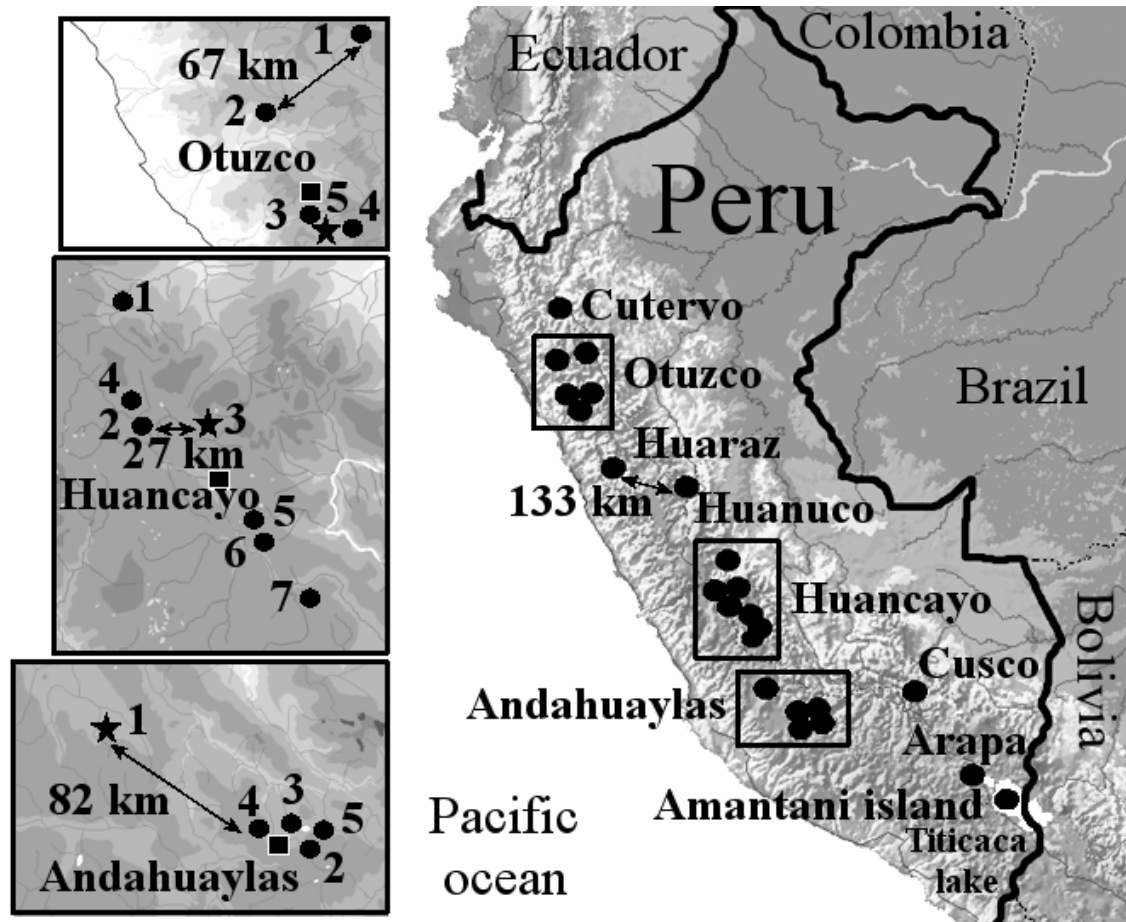 1
67 km
2
Otuzco
3
5
4
1
4
2
3
27 km
Huancayo
5
6
7
1
82 km
4
3
5
2
Andahuaylas
Ecuador
Colombia
Peru
Cutervo
Otuzco
Brazil
Huaraz
133 km
Huanuco
Huancayo
Bolivia
Cusco
Andahuaylas
Arapa
Amantani island
Titicaca
lake
Pacific
ocean